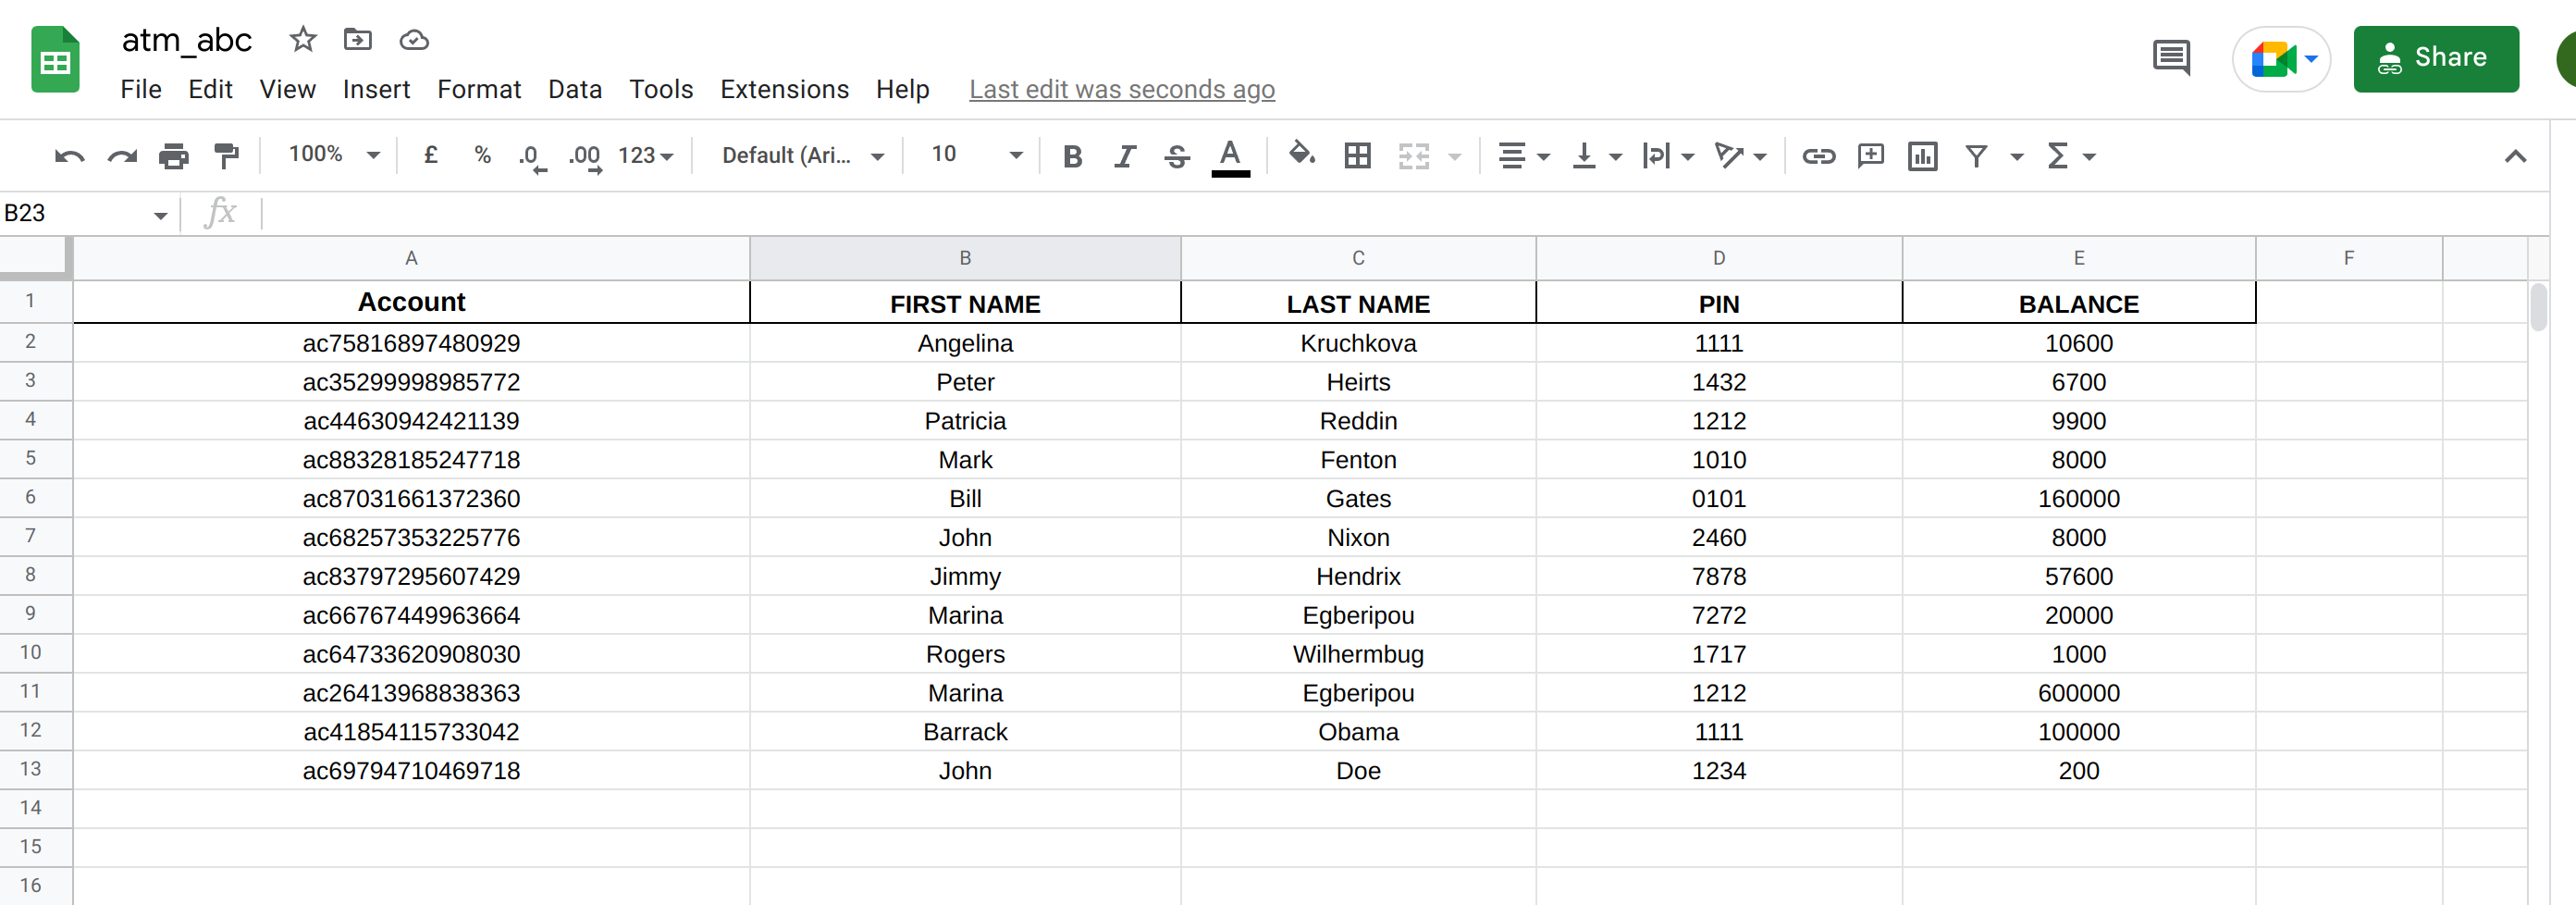 atm_abc
File Edit View Insert Format Data Tools Extensions Help Last edit was seconds ago
Share
100% £ % .0 .00 123 Default (Ari... 10 B I S A Σ
B23 fx
A B C D E F
1 Account FIRST NAME LAST NAME PIN BALANCE
2 ac75816897480929 Angelina Kruchkova 1111 10600
3 ac35299998985772 Peter Heirts 1432 6700
4 ac44630942421139 Patricia Reddin 1212 9900
5 ac88328185247718 Mark Fenton 1010 8000
6 ac87031661372360 Bill Gates 0101 160000
7 ac68257353225776 John Nixon 2460 8000
8 ac83797295607429 Jimmy Hendrix 7878 57600
9 ac66767449963664 Marina Egberipou 7272 20000
10 ac64733620908030 Rogers Wilhermbug 1717 1000
11 ac26413968838363 Marina Egberipou 1212 600000
12 ac41854115733042 Barrack Obama 1111 100000
13 ac69794710469718 John Doe 1234 200
14
15
16